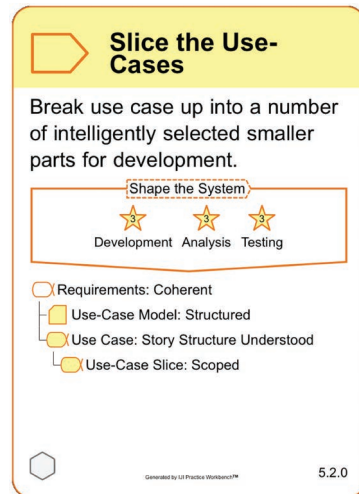 Slice the Use-
Cases
Break use case up into a number
of intelligently selected smaller
parts for development.
Shape the System
3 3 3
Development Analysis Testing
Requirements: Coherent
Use-Case Model: Structured
Use Case: Story Structure Understood
Use-Case Slice: Scoped
Generated by IJI Practice Workbench™
5.2.0